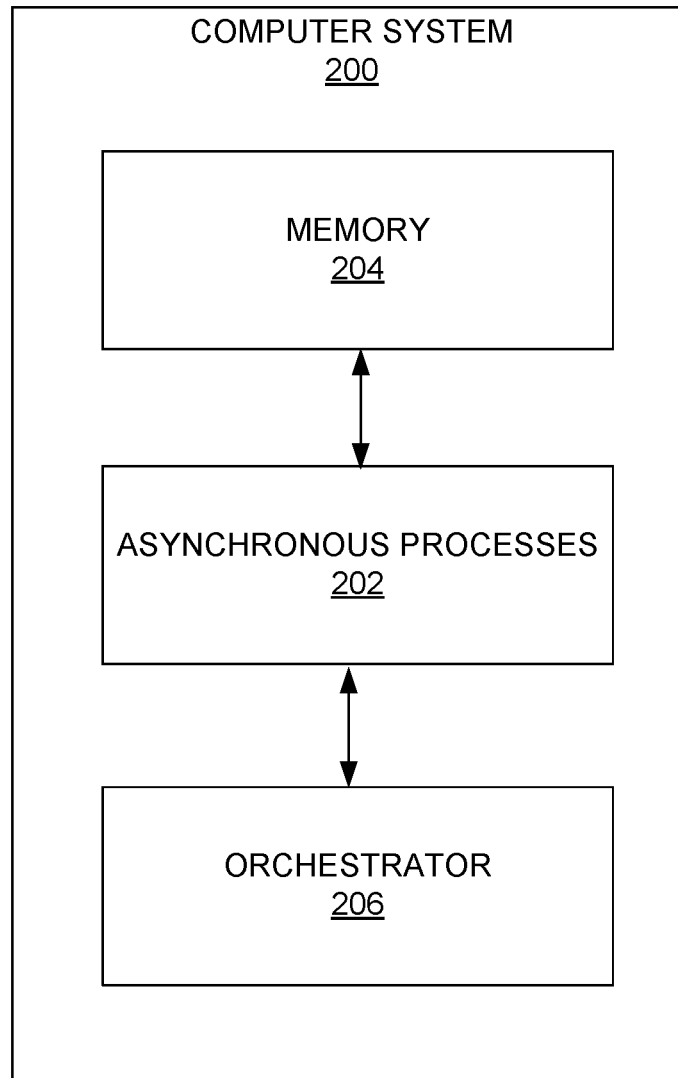 COMPUTER SYSTEM
200
MEMORY
204
ASYNCHRONOUS PROCESSES
202
ORCHESTRATOR
206